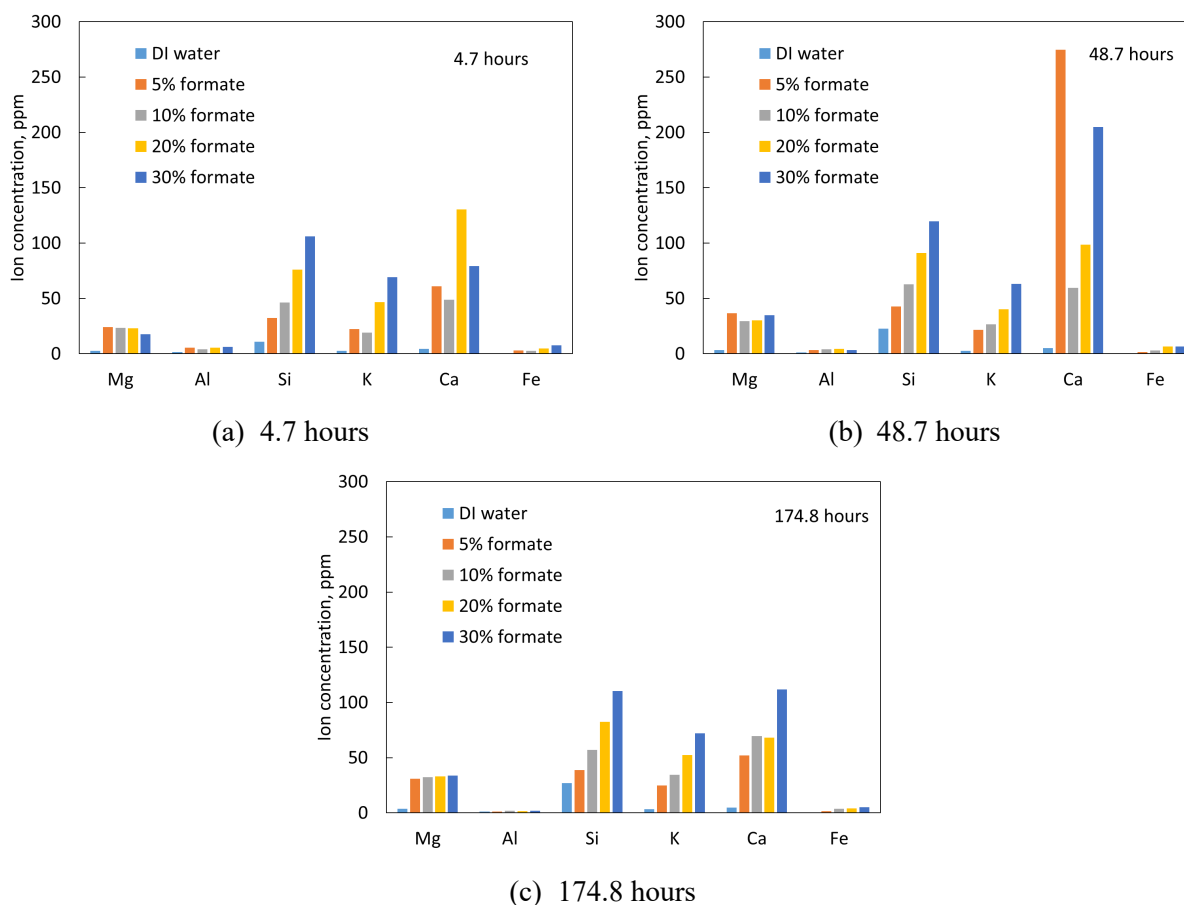 Ion concentration, ppm
300
250
200
150
100
50
0
DI water
5% formate
10% formate
20% formate
30% formate
4.7 hours
Mg Al Si K Ca Fe
(a) 4.7 hours
Ion concentration, ppm
300
250
200
150
100
50
0
DI water
5% formate
10% formate
20% formate
30% formate
48.7 hours
Mg Al Si K Ca Fe
(b) 48.7 hours
Ion concentration, ppm
300
250
200
150
100
50
0
DI water
5% formate
10% formate
20% formate
30% formate
174.8 hours
Mg Al Si K Ca Fe
(c) 174.8 hours